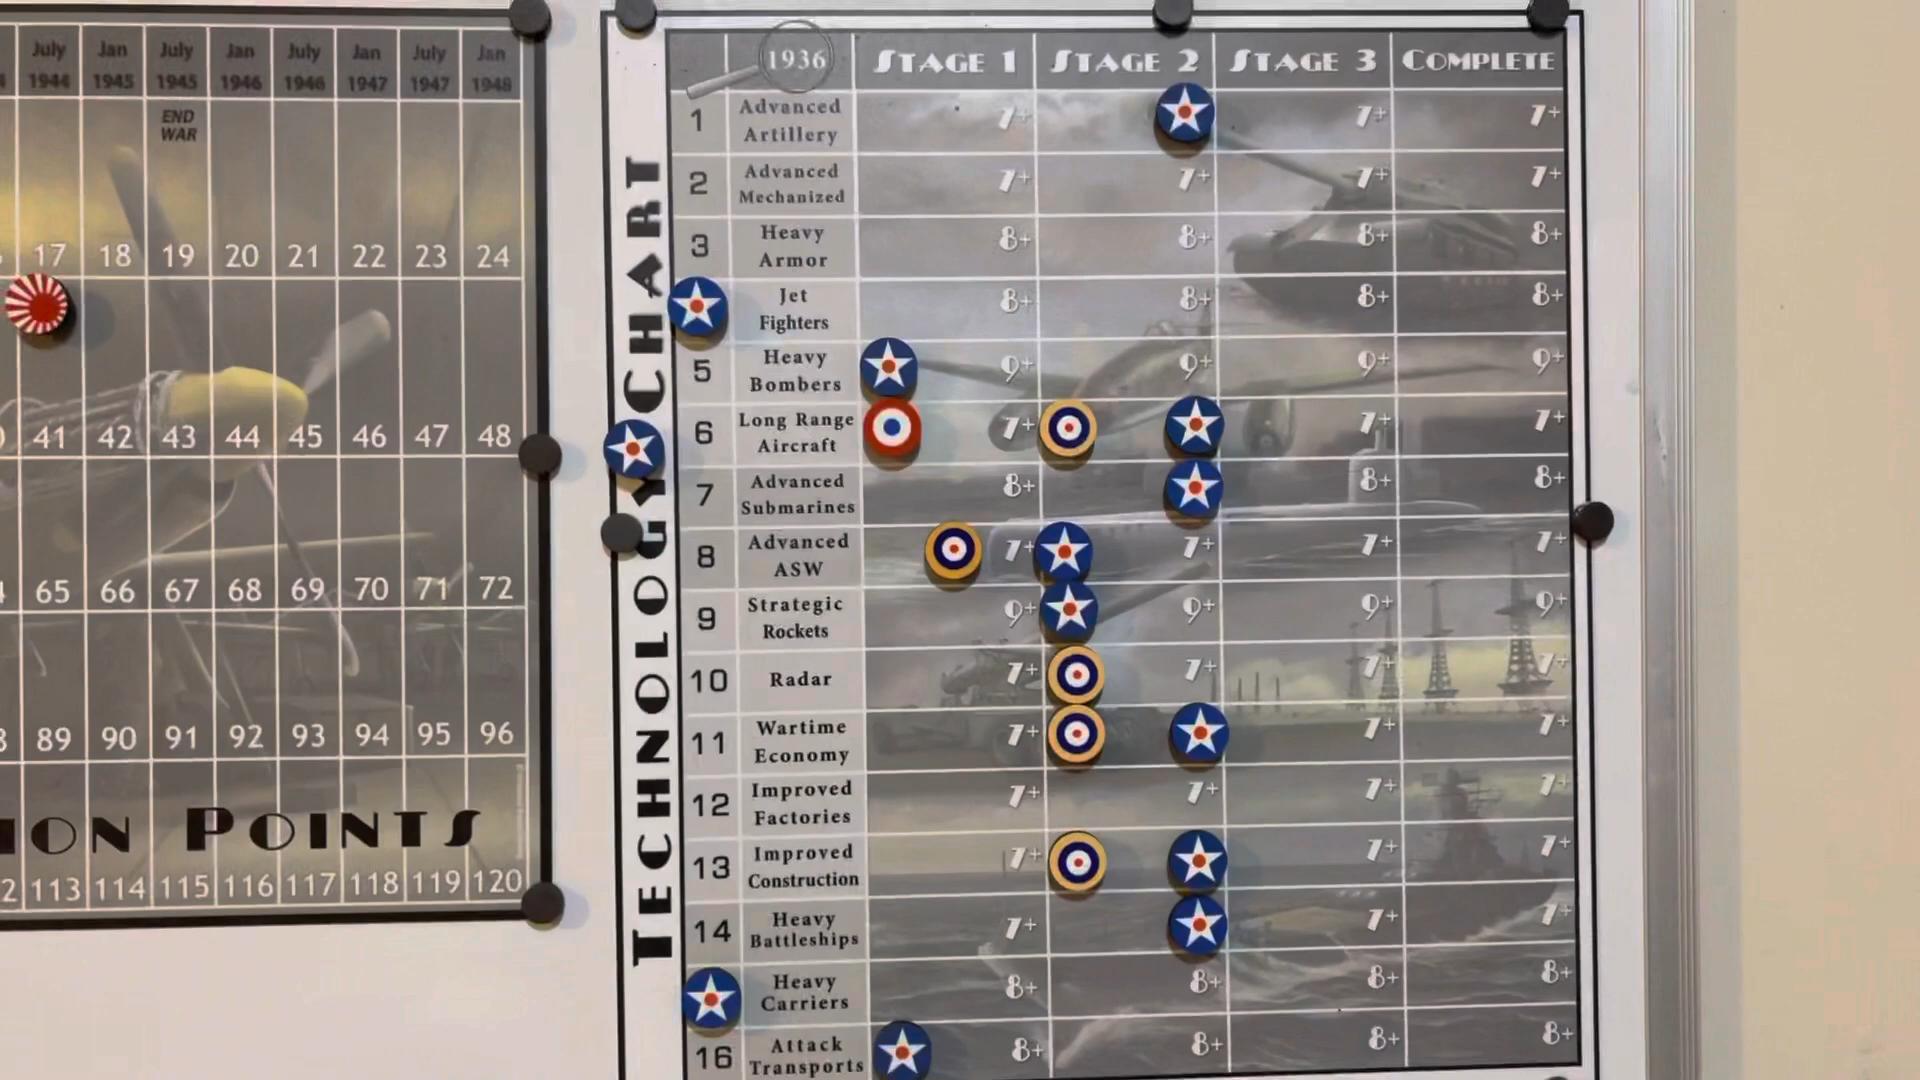 July Jan July Jan July Jan July Jan
1944 1945 1945 1946 1946 1947 1947 1948
END
WAR
17 18 19 20 21 22 23 24
41 42 43 44 45 46 47 48
65 66 67 68 69 70 71 72
89 90 91 92 93 94 95 96
ION POINTS
113 114 115 116 117 118 119 120
TECHNOLOGY CHART
1936 STAGE 1 STAGE 2 STAGE 3 COMPLETE
1 Advanced Artillery 7+ 7+ 7+
2 Advanced Mechanized 7+ 7+ 7+ 7+
3 Heavy Armor 8+ 8+ 8+ 8+
Jet Fighters 8+ 8+ 8+ 8+
5 Heavy Bombers 9+ 9+ 9+ 9+
6 Long Range Aircraft 7+ 7+ 7+
7 Advanced Submarines 8+ 8+ 8+
8 Advanced ASW 7+ 7+ 7+ 7+
9 Strategic Rockets 9+ 9+ 9+ 9+
10 Radar 7+ 7+ 7+ 7+
11 Wartime Economy 7+ 7+ 7+
12 Improved Factories 7+ 7+ 7+ 7+
13 Improved Construction 7+ 7+ 7+
14 Heavy Battleships 7+ 7+ 7+
Heavy Carriers 8+ 8+ 8+ 8+
16 Attack Transports 8+ 8+ 8+ 8+